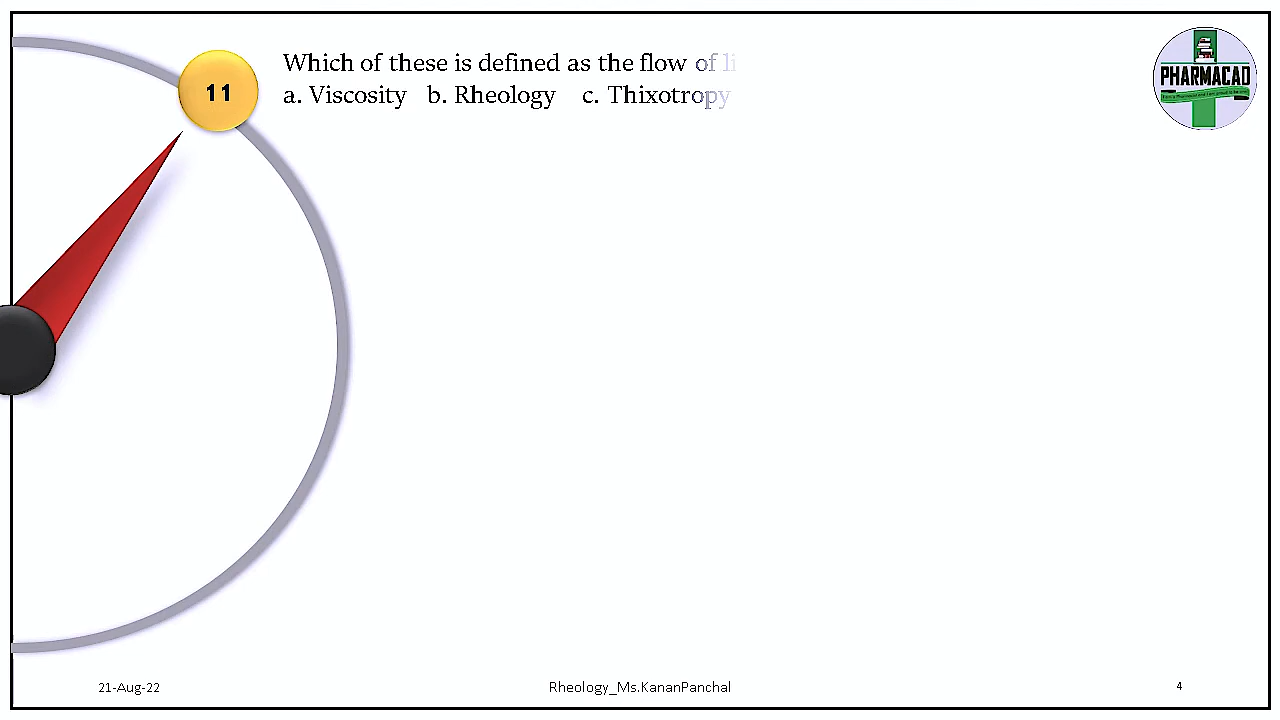 11
Which of these is defined as the flow of li
a. Viscosity b. Rheology c. Thixotropy
PHARMACAD
21-Aug-22
Rheology_Ms.KananPanchal
4